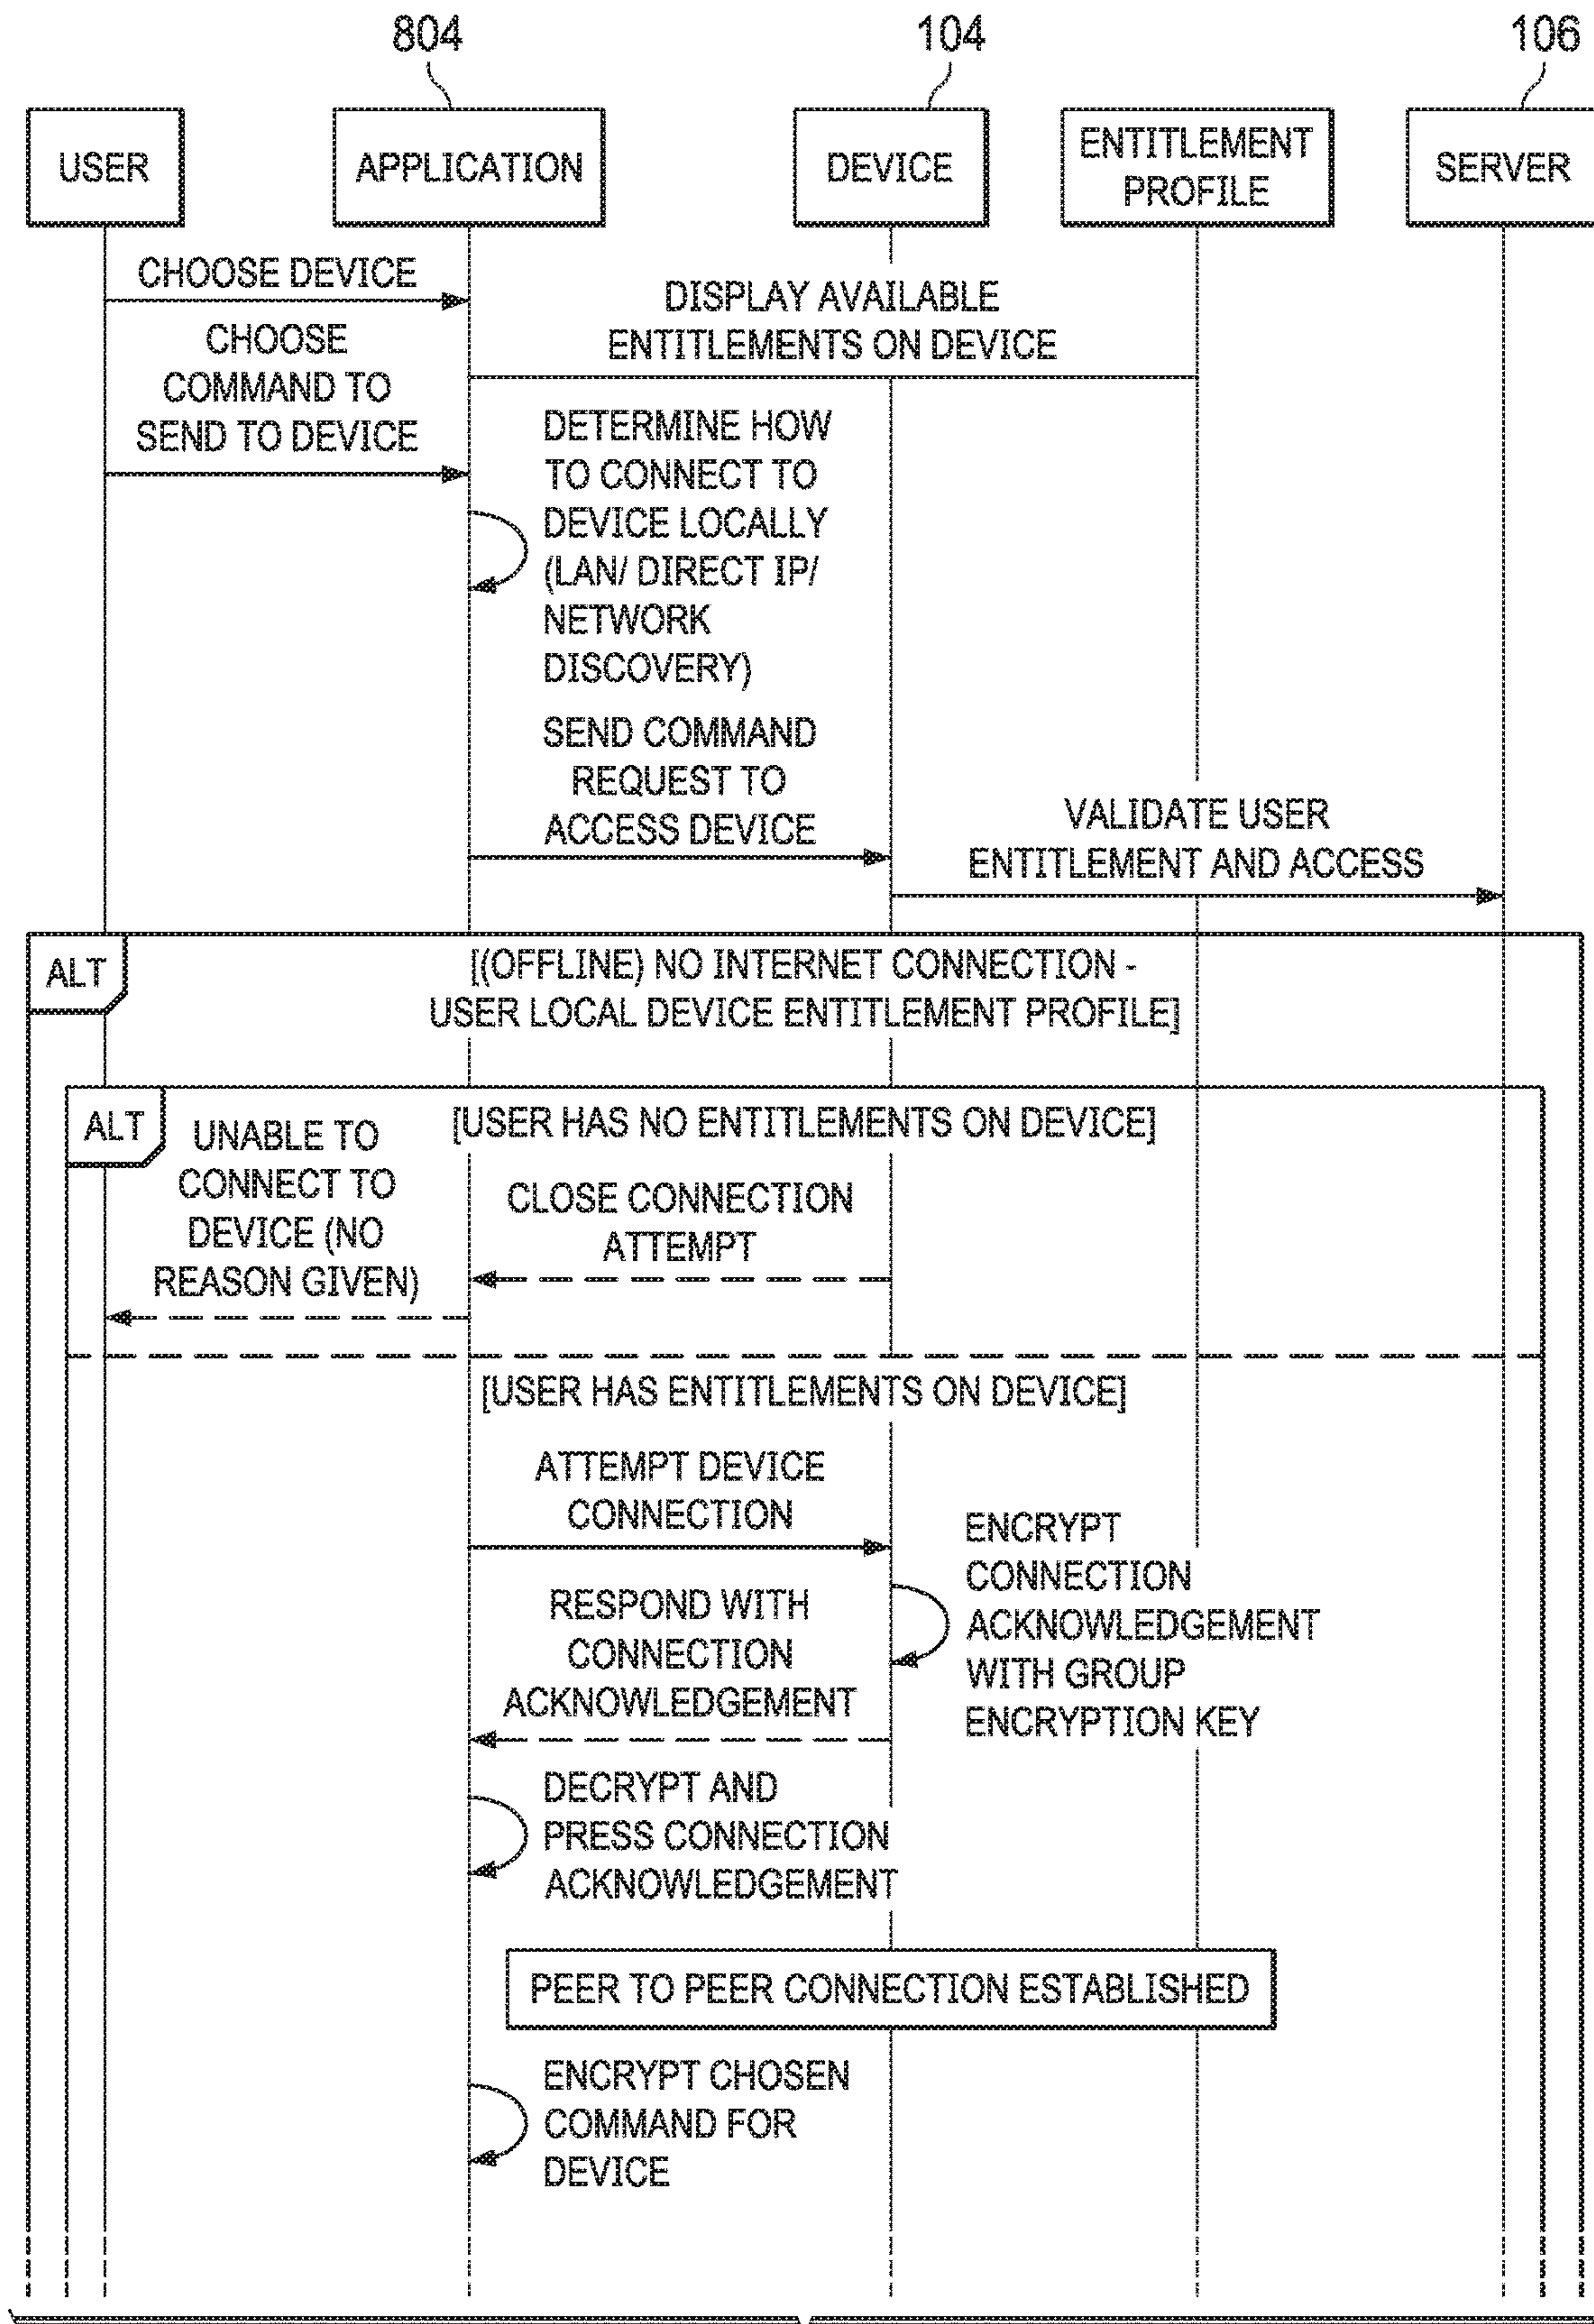 804
104
106
USER
APPLICATION
DEVICE
ENTITLEMENT
PROFILE
SERVER
CHOOSE DEVICE
DISPLAY AVAILABLE
ENTITLEMENTS ON DEVICE
CHOOSE
COMMAND TO
SEND TO DEVICE
DETERMINE HOW
TO CONNECT TO
DEVICE LOCALLY
(LAN/ DIRECT IP/
NETWORK
DISCOVERY)
SEND COMMAND
REQUEST TO
ACCESS DEVICE
VALIDATE USER
ENTITLEMENT AND ACCESS
ALT
[(OFFLINE) NO INTERNET CONNECTION -
USER LOCAL DEVICE ENTITLEMENT PROFILE]
ALT
[USER HAS NO ENTITLEMENTS ON DEVICE]
UNABLE TO
CONNECT TO
DEVICE (NO
REASON GIVEN)
CLOSE CONNECTION
ATTEMPT
[USER HAS ENTITLEMENTS ON DEVICE]
ATTEMPT DEVICE
CONNECTION
ENCRYPT
CONNECTION
ACKNOWLEDGEMENT
WITH GROUP
ENCRYPTION KEY
RESPOND WITH
CONNECTION
ACKNOWLEDGEMENT
DECRYPT AND
PRESS CONNECTION
ACKNOWLEDGEMENT
PEER TO PEER CONNECTION ESTABLISHED
ENCRYPT CHOSEN
COMMAND FOR
DEVICE